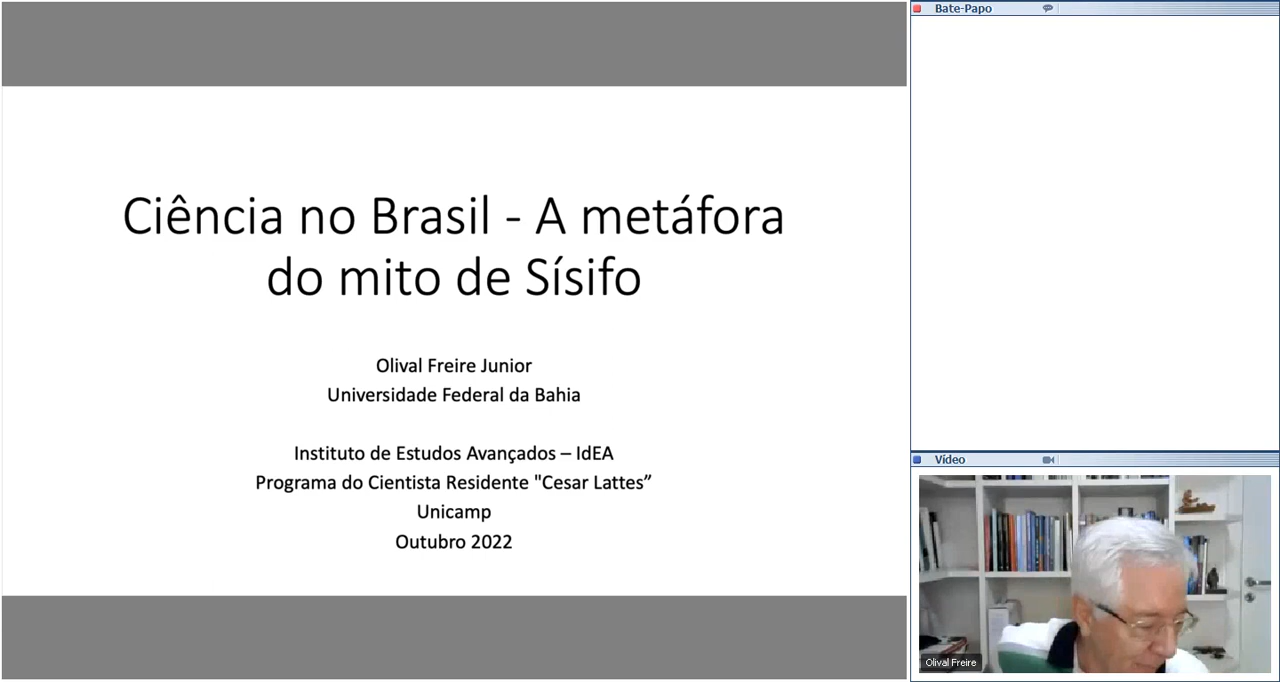 Ciência no Brasil - A metáfora
do mito de Sísifo
Olival Freire Junior
Universidade Federal da Bahia
Instituto de Estudos Avançados – IdEA
Programa do Cientista Residente "Cesar Lattes”
Unicamp
Outubro 2022
Bate-Papo
Vídeo
Olival Freire